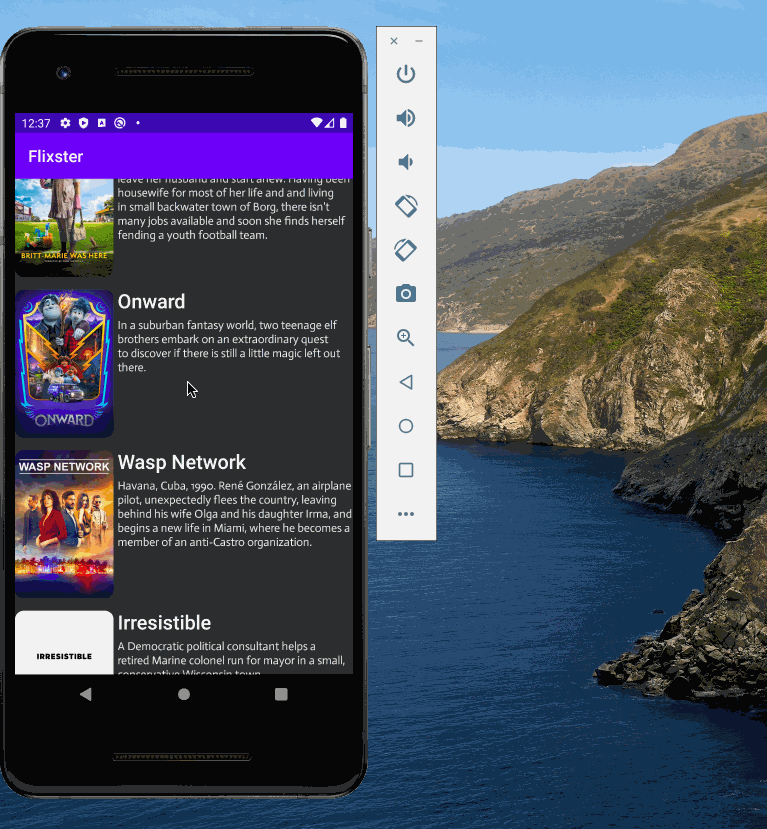 12:37
Flixster
leave her husband and start anew. Having been
housewife for most of her life and and living
in small backwater town of Borg, there isn't
many jobs available and soon she finds herself
fending a youth football team.
BRITT-MARIE WAS HERE
Onward
In a suburban fantasy world, two teenage elf
brothers embark on an extraordinary quest
to discover if there is still a little magic left out
there.
ONWARD
WASP NETWORK
Wasp Network
Havana, Cuba, 1990. René González, an airplane
pilot, unexpectedly flees the country, leaving
behind his wife Olga and his daughter Irma, and
begins a new life in Miami, where he becomes a
member of an anti-Castro organization.
IRRESISTIBLE
Irresistible
A Democratic political consultant helps a
retired Marine colonel run for mayor in a small,
conservative Wisconsin town.